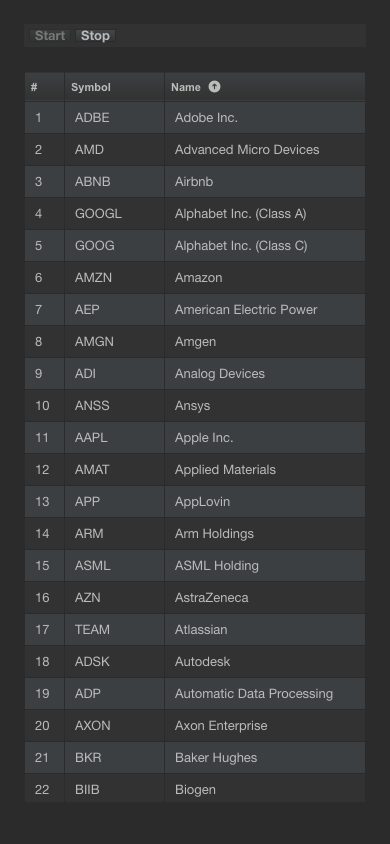 Start Stop
# Symbol Name
1 ADBE Adobe Inc.
2 AMD Advanced Micro Devices
3 ABNB Airbnb
4 GOOGL Alphabet Inc. (Class A)
5 GOOG Alphabet Inc. (Class C)
6 AMZN Amazon
7 AEP American Electric Power
8 AMGN Amgen
9 ADI Analog Devices
10 ANSS Ansys
11 AAPL Apple Inc.
12 AMAT Applied Materials
13 APP AppLovin
14 ARM Arm Holdings
15 ASML ASML Holding
16 AZN AstraZeneca
17 TEAM Atlassian
18 ADSK Autodesk
19 ADP Automatic Data Processing
20 AXON Axon Enterprise
21 BKR Baker Hughes
22 BIIB Biogen